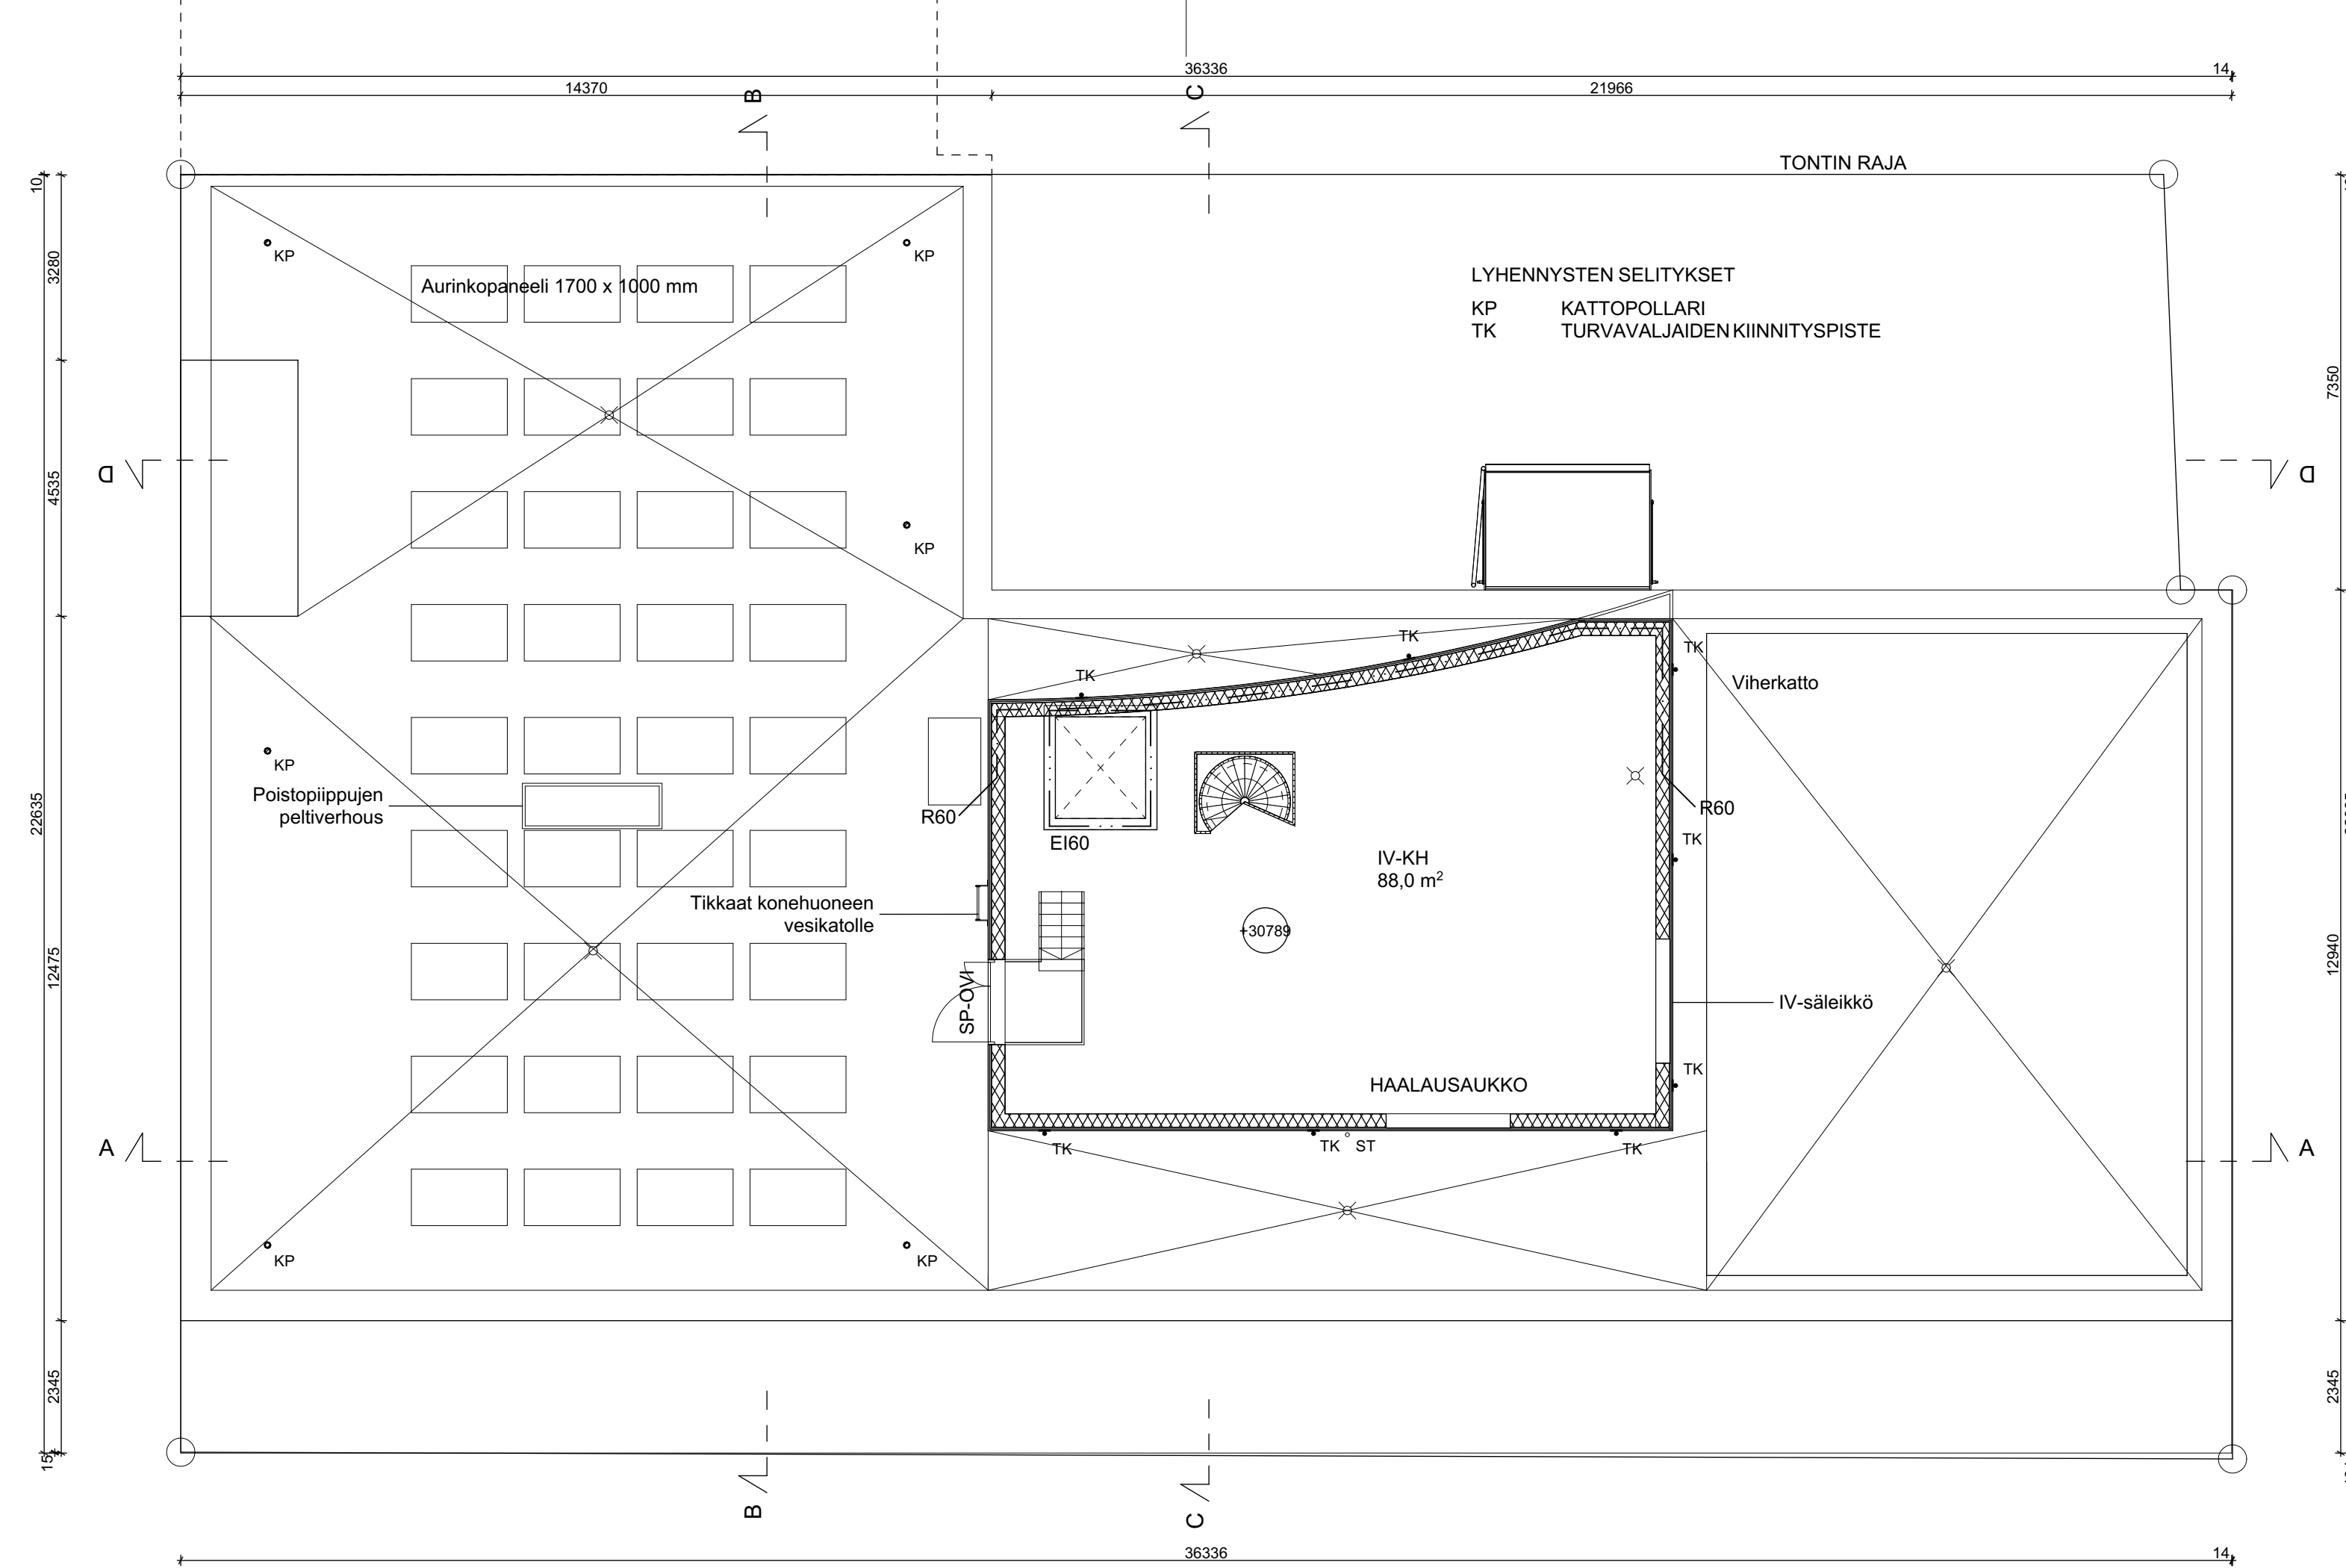 36336
14
14370
21966
B
C
TONTIN RAJA
10
3280
4535
22635
12475
2345
15
KP
KP
Aurinkopaneeli 1700 x 1000 mm
LYHENNYSTEN SELITYKSET
KP KATTOPOLLARI
TK TURVAVALJAIDEN KIINNITYSPISTE
7350
D
D
KP
TK
TK
TK
Viherkatto
KP
Poistopiippujen
peltiverhous
R60
EI60
R60
TK
IV-KH
88,0 m²
Tikkaat konehuoneen
vesikatolle
+30789
SP-OVI
IV-säleikkö
12940
TK
HAALAUSAUKKO
A
TK
TK
ST
TK
A
KP
KP
2345
B
C
36336
14